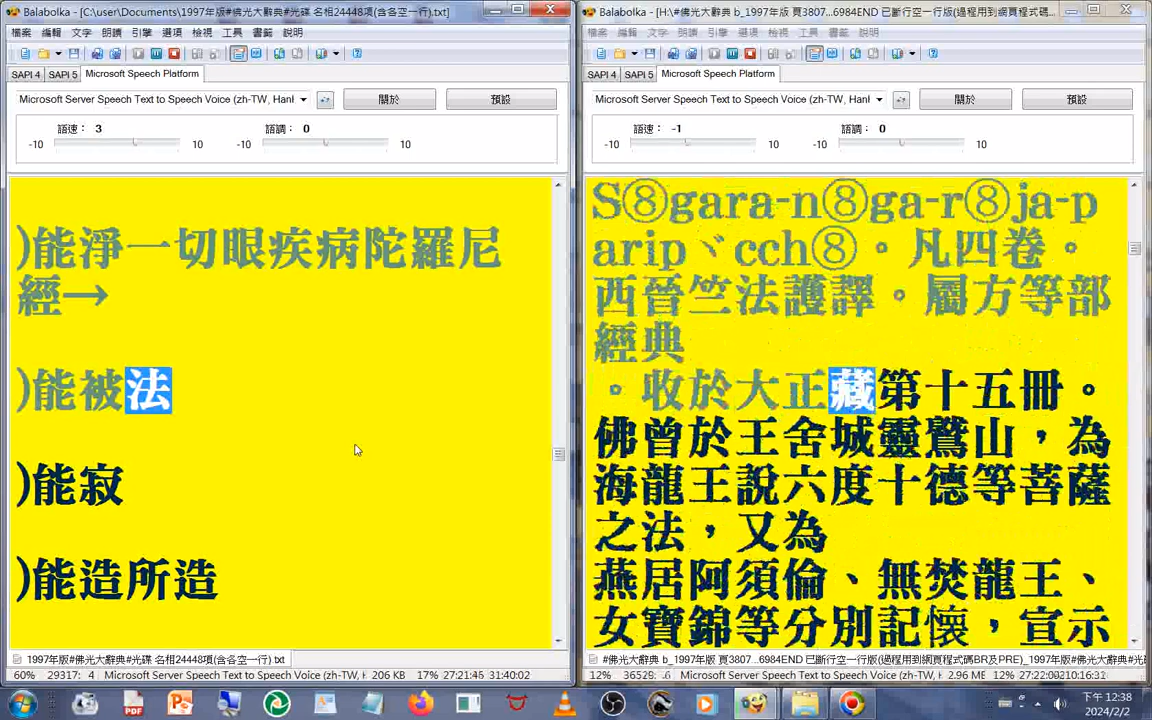 Balabolka - [C:\user\Documents\1997年版#佛光大辭典#光碟 名相24448項(含各空一行).txt]
檔案 編輯 文字 朗讀 引擎 選項 檢視 工具 書籤 說明
SAPI 4 SAPI 5 Microsoft Speech Platform
Microsoft Server Speech Text to Speech Voice (zh-TW, Hanl
關於 預設
語速： 3 語調： 0
-10 10 -10 10
)能淨一切眼疾病陀羅尼
經→
)能被法
)能寂
)能造所造
1997年版#佛光大辭典#光碟 名相24448項(含各空一行).txt
60% 29317: 4 Microsoft Server Speech Text to Speech Voice (zh-TW, H 206 KB 17% 27:21:45 31:40:02
Balabolka - [H:\#佛光大辭典 b_1997年版 頁3807...6984END 已斷行空一行版(過程用到網頁程式碼...
檔案 編輯 文字 朗讀 引擎 選項 檢視 工具 書籤 說明
SAPI 4 SAPI 5 Microsoft Speech Platform
Microsoft Server Speech Text to Speech Voice (zh-TW, Hanl
關於 預設
語速： -1 語調： 0
-10 10 -10 10
S⑧gara-n⑧ga-r⑧ja-p
aripヾcch⑧。凡四卷。
西晉竺法護譯。屬方等部
經典
。收於大正藏第十五冊。
佛曾於王舍城靈鷲山，為
海龍王說六度十德等菩薩
之法，又為
燕居阿須倫、無焚龍王、
女寶錦等分別記懷，宣示
#佛光大辭典 b_1997年版 頁3807...6984END 已斷行空一行版(過程用到網頁程式碼BR及PRE)_1997年版#佛光大辭典#光
12% 36528: Microsoft Server Speech Text to Speech Voice (zh-TW, H 2.96 ME 12%
下午 12:38
2024/2/2